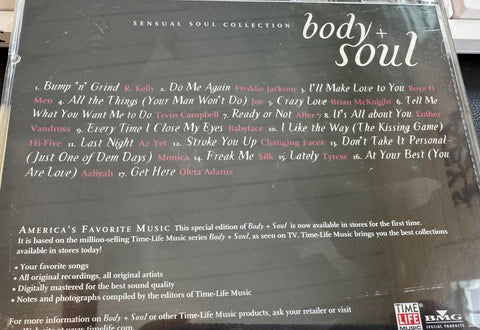 SENSUAL SOUL COLLECTION
body +
soul
1. Bump "n" Grind R. Kelly 2. Do Me Again Freddie Jackson 3. I'll Make Love to You Boyz II
Men 4. All the Things (Your Man Won't Do) Joe 5. Crazy Love Brian McKnight 6. Tell Me
What You Want Me to Do Tevin Campbell 7. Ready or Not After 7 8. It's All about You Luther
Vandross 9. Every Time I Close My Eyes Babyface 10. I Like the Way (The Kissing Game)
Hi-Five 11. Last Night Az Yet 12. Stroke You Up Changing Faces 13. Don't Take It Personal
(Just One of Dem Days) Monica 14. Freak Me Silk 15. Lately Tyrese 16. At Your Best (You
Are Love) Aaliyah 17. Get Here Oleta Adams
AMERICA'S FAVORITE MUSIC This special edition of Body + Soul is now available in stores for the first time.
It is based on the million-selling Time-Life Music series Body + Soul, as seen on TV. Time-Life Music brings you the best collections
available in stores today!
• Your favorite songs
• All original recordings, all original artists
• Digitally mastered for the best sound quality
• Notes and photographs compiled by the editors of Time-Life Music
For more information on Body + Soul or other Time-Life Music products, ask your retailer or visit
Web site at www.timelife.com.
TIME
LIFE
MUSIC
BMG
SPECIAL PRODUCTS